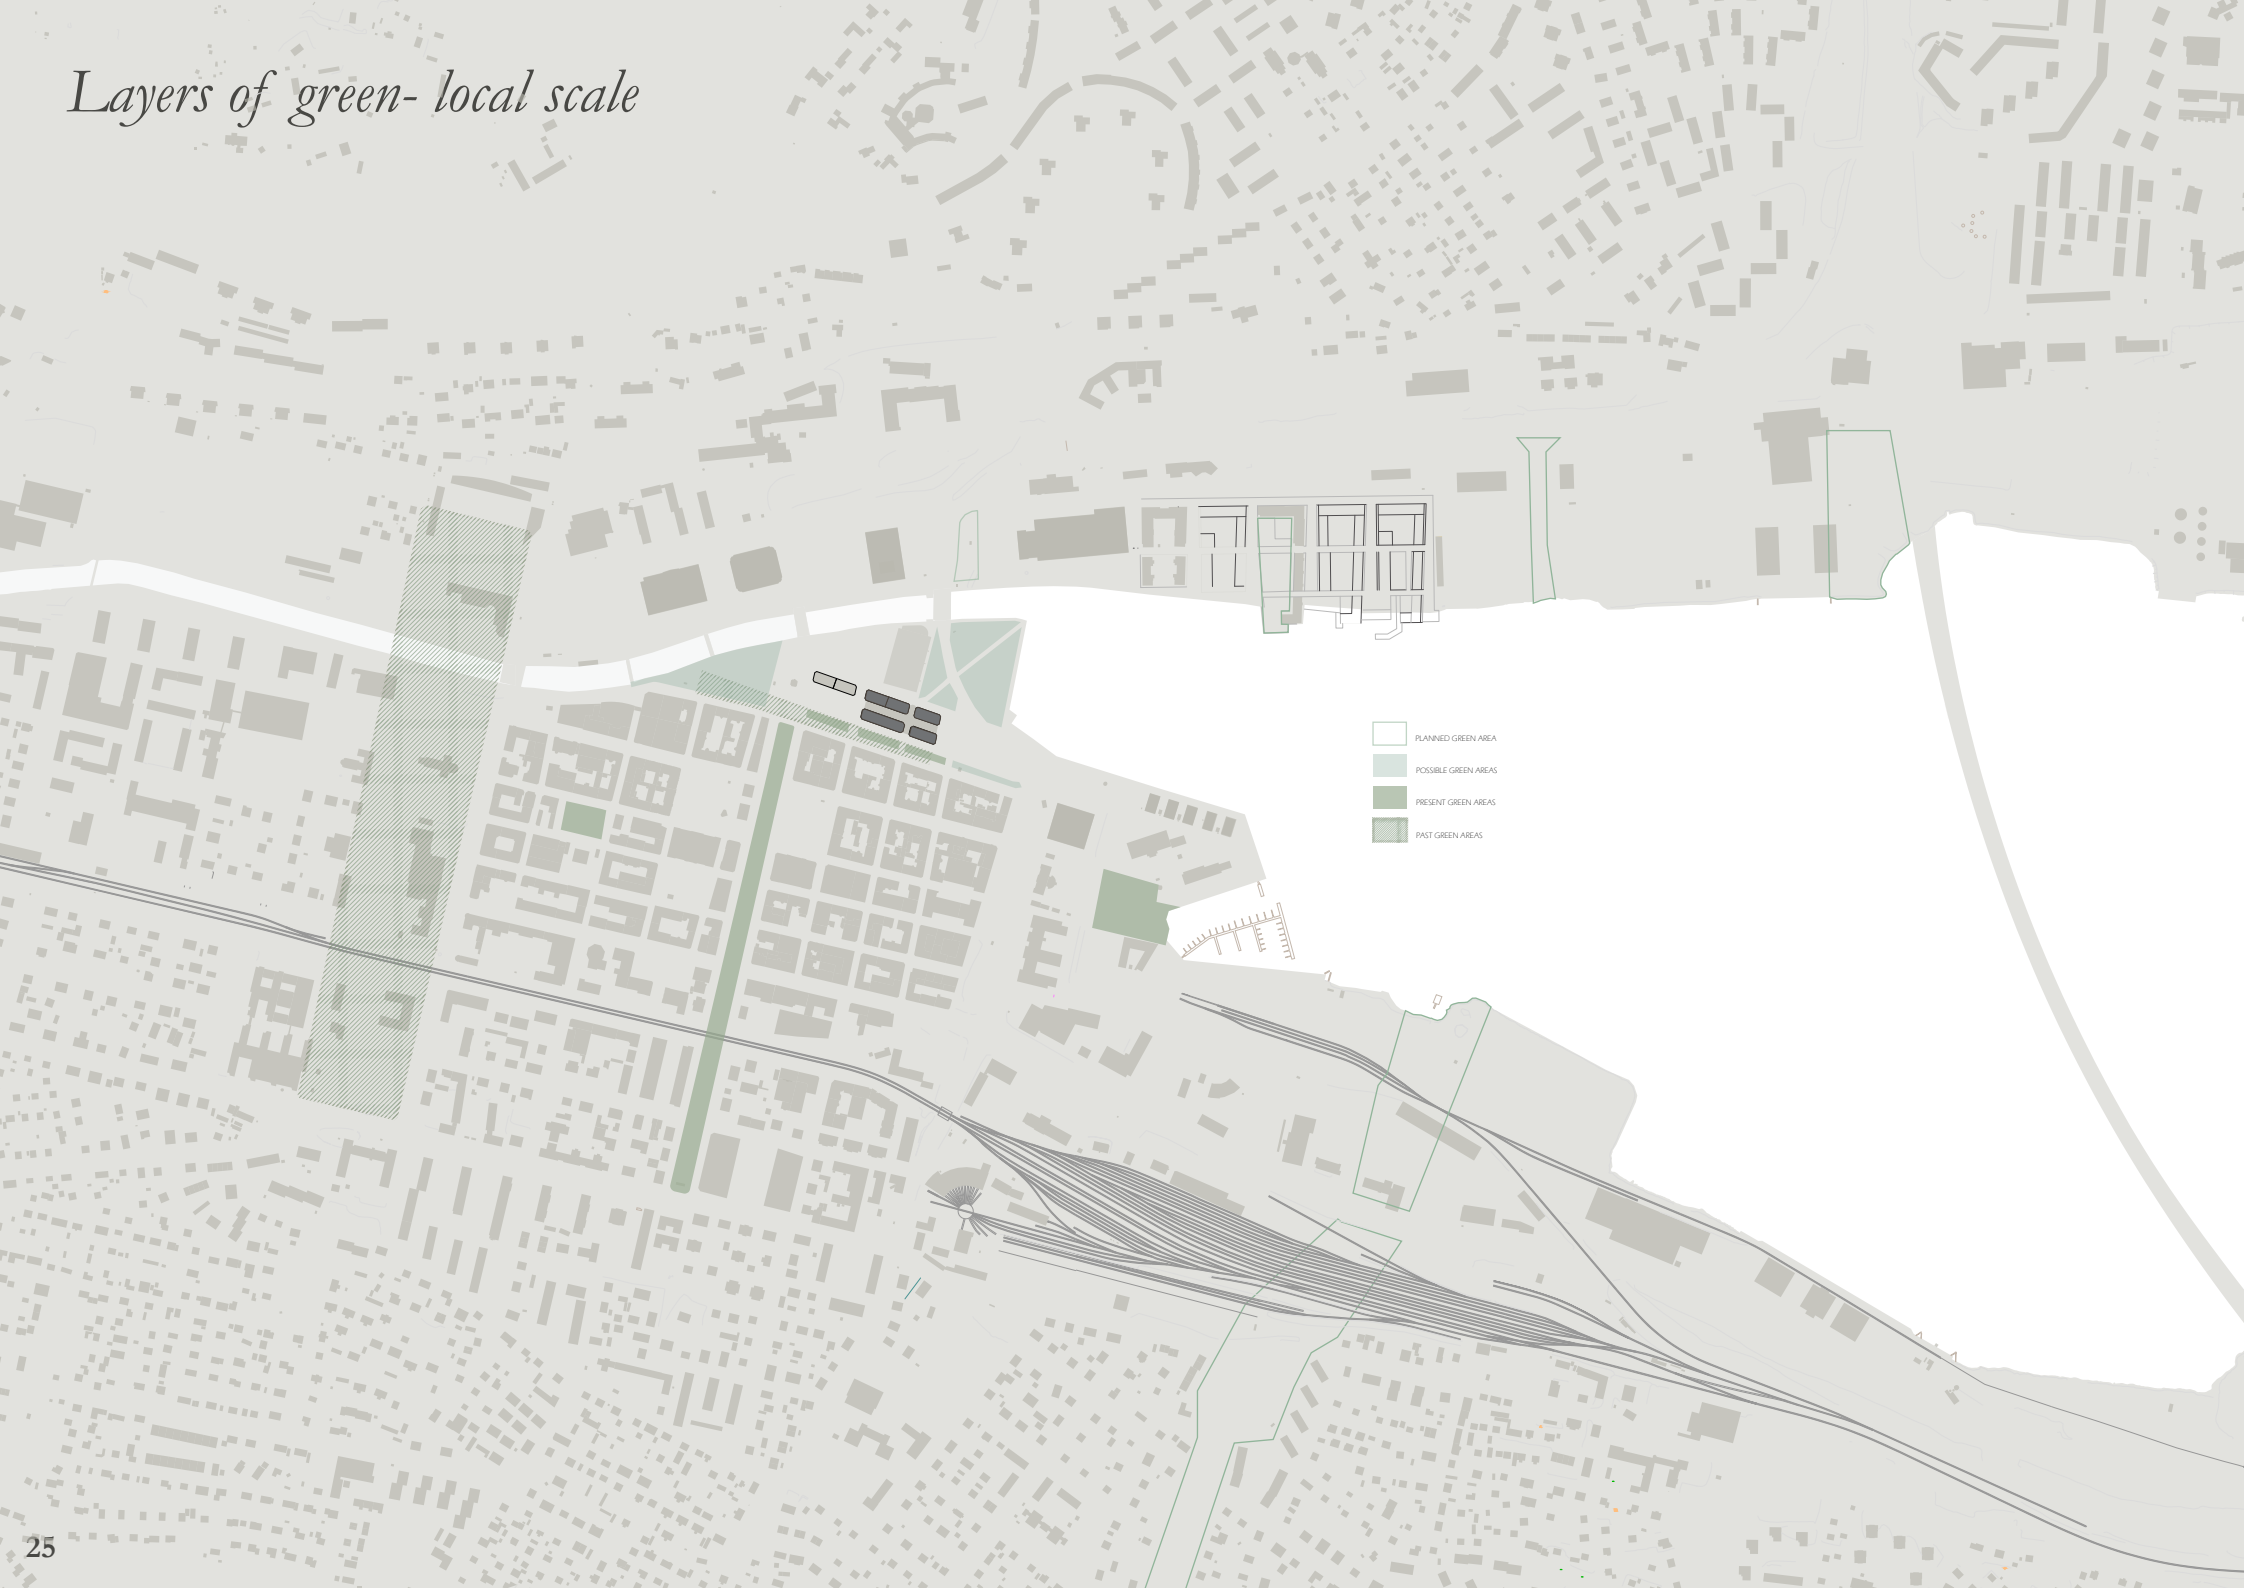 Layers of green- local scale
PLANNED GREEN AREA
POSSIBLE GREEN AREAS
PRESENT GREEN AREAS
PAST GREEN AREAS
25